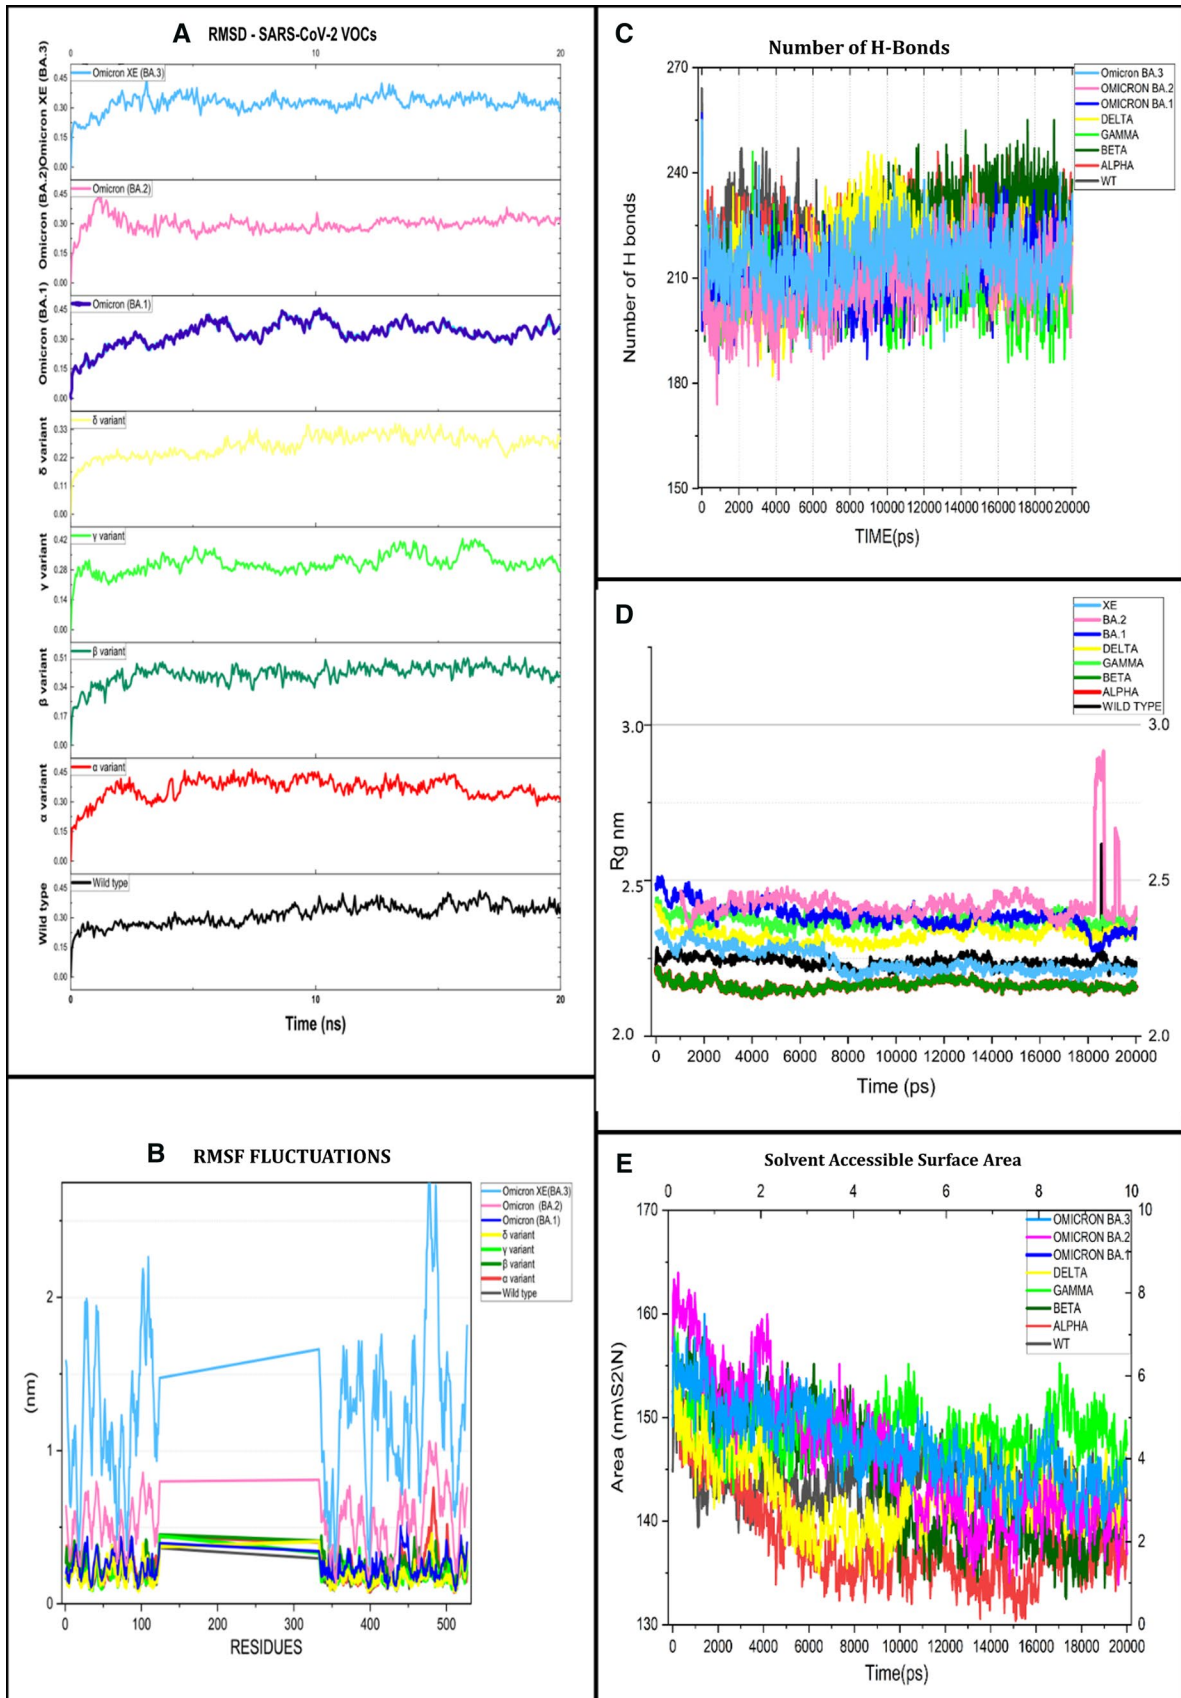 A RMSD - SARS-CoV-2 VOCs
0 20
Omicron XE (BA.3)
Omicron XE (BA.3)
0.45
0.30
0.15
0.00
Omicron (BA.2)
Omicron (BA.2)
0.45
0.30
0.15
0.00
Omicron (BA.1)
Omicron (BA.1)
0.45
0.30
0.15
0.00
δ variant
δ variant
0.33
0.22
0.11
0.00
γ variant
γ variant
0.42
0.28
0.14
0.00
β variant
β variant
0.51
0.34
0.17
0.00
α variant
α variant
0.45
0.30
0.15
0.00
Wild type
Wild type
0.45
0.30
0.15
0.00
0 10 20
Time (ns)
B RMSF FLUCTUATIONS
Omicron XE(BA.3)
Omicron (BA.2)
Omicron (BA.1)
δ variant
γ variant
β variant
α variant
Wild type
(nm)
2
1
0
0 100 200 300 400 500
RESIDUES
C Number of H-Bonds
Omicron BA.3
OMICRON BA.2
OMICRON BA.1
DELTA
GAMMA
BETA
ALPHA
WT
Number of H bonds
270
240
210
180
150
0 2000 4000 6000 8000 10000 12000 14000 16000 18000 20000
TIME(ps)
D
XE
BA.2
BA.1
DELTA
GAMMA
BETA
ALPHA
WILD TYPE
Rg nm
3.0 3.0
2.5 2.5
2.0 2.0
0 2000 4000 6000 8000 10000 12000 14000 16000 18000 20000
Time (ps)
E Solvent Accessible Surface Area
0 2 4 6 8 10
OMICRON BA.3
OMICRON BA.2
OMICRON BA.1
DELTA
GAMMA
BETA
ALPHA
WT
Area (nm\S2\N)
170
160
150
140
130
10
8
6
4
2
0
0 2000 4000 6000 8000 10000 12000 14000 16000 18000 20000
Time(ps)